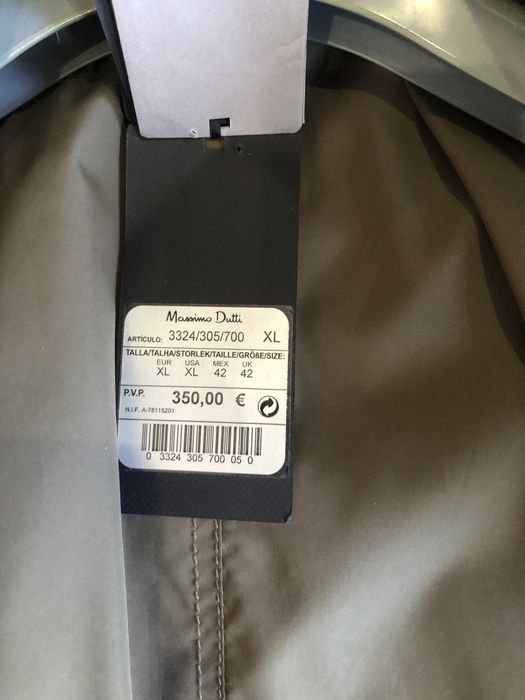 Massimo Dutti
ARTÍCULO: 3324/305/700 XL
TALLA/TALHA/STORLEK/TAILLE/GRÖßE/SIZE:
EUR USA MEX UK
XL XL 42 42
P.V.P. 350,00 €
N.I.F. A-78115201
0 3324 305 700 05 0